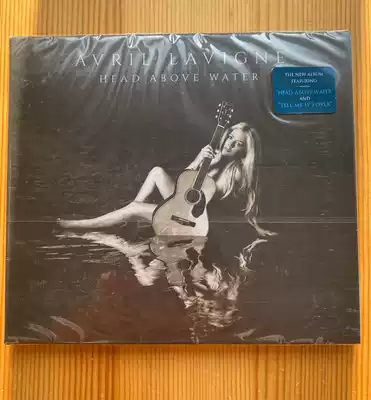 AVRIL LAVIGNE
HEAD ABOVE WATER
THE NEW ALBUM
FEATURING
"HEAD ABOVE WATER"
AND
"TELL ME IT'S OVER"